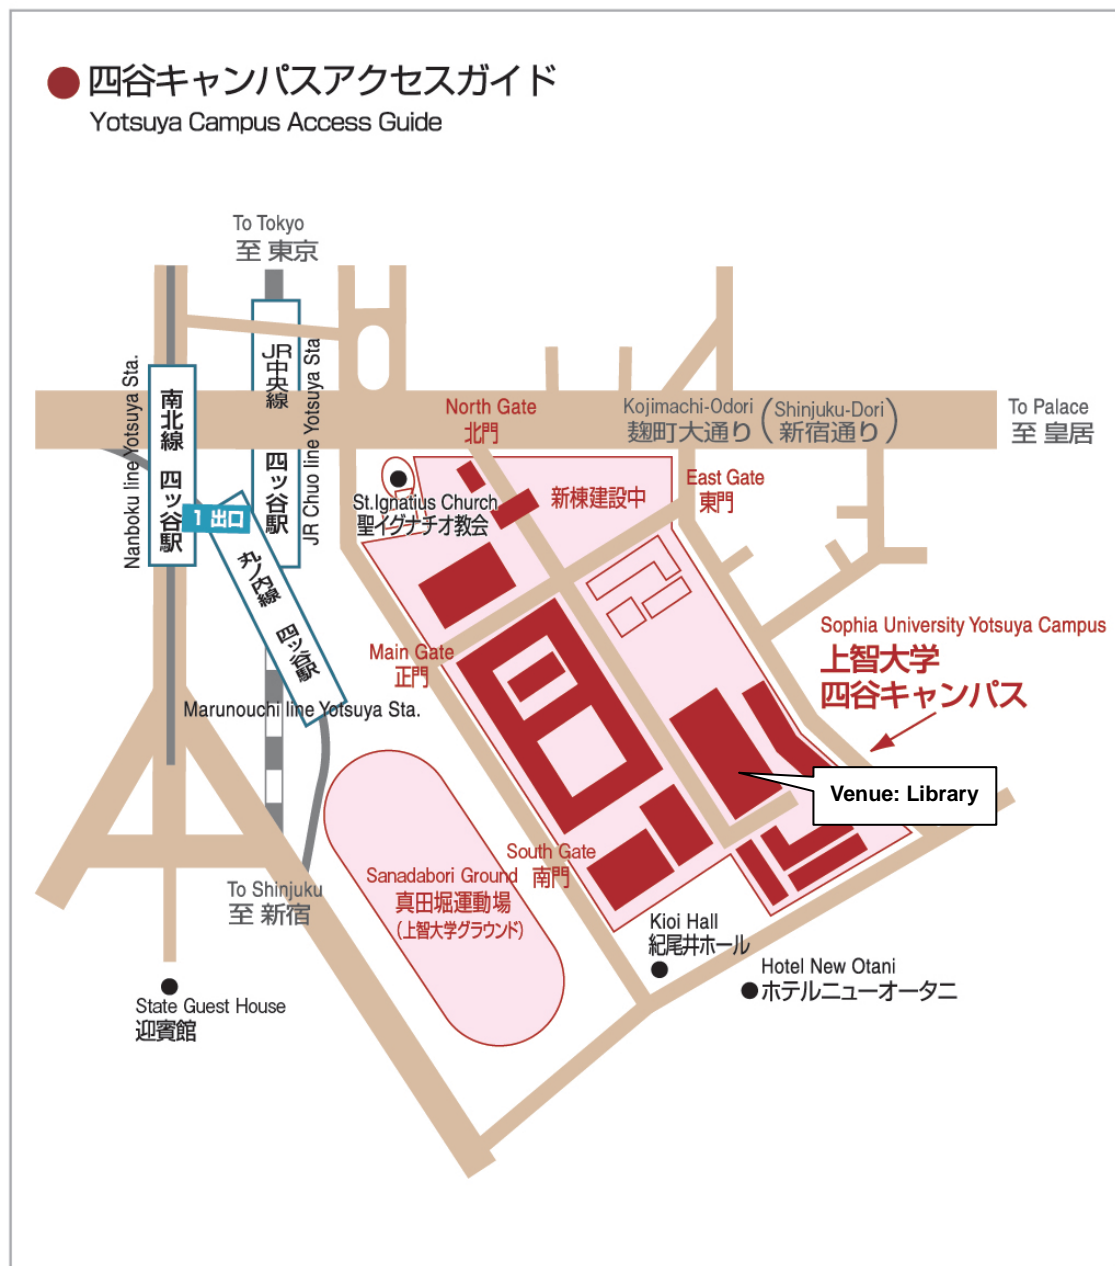 四谷キャンパスアクセスガイド
Yotsuya Campus Access Guide
To Tokyo
至 東京
Nanboku line Yotsuya Sta.
南北線 四ツ谷駅
JR中央線 四ツ谷駅
JR Chuo line Yotsuya Sta
1 出口
丸ノ内線 四ツ谷駅
Marunouchi line Yotsuya Sta.
North Gate
北門
Kojimachi-Odori
麹町大通り
(Shinjuku-Dori
新宿通り)
To Palace
至 皇居
St.Ignatius Church
聖イグナチオ教会
新棟建設中
East Gate
東門
Main Gate
正門
Sophia University Yotsuya Campus
上智大学
四谷キャンパス
Venue: Library
South Gate
南門
Sanadabori Ground
真田堀運動場
(上智大学グラウンド)
To Shinjuku
至 新宿
Kioi Hall
紀尾井ホール
Hotel New Otani
ホテルニューオータニ
State Guest House
迎賓館